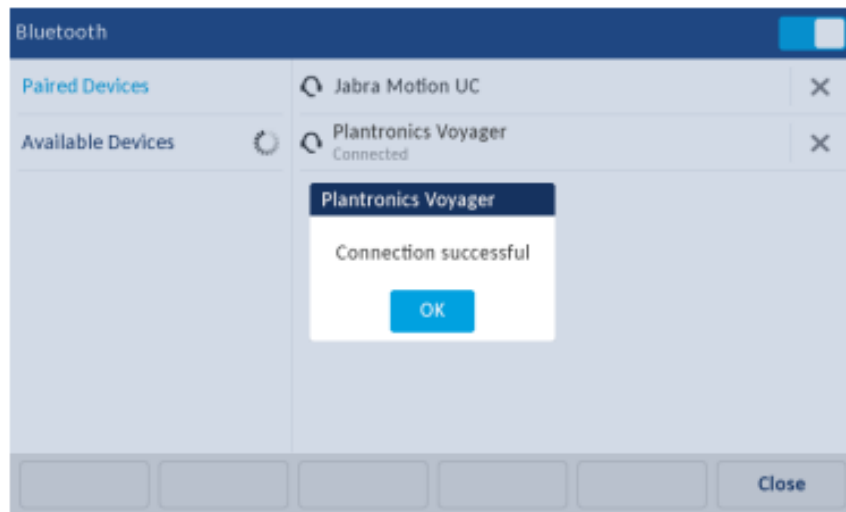 Bluetooth
Paired Devices
Available Devices
Jabra Motion UC
Plantronics Voyager
Connected
Plantronics Voyager
Connection successful
OK
Close